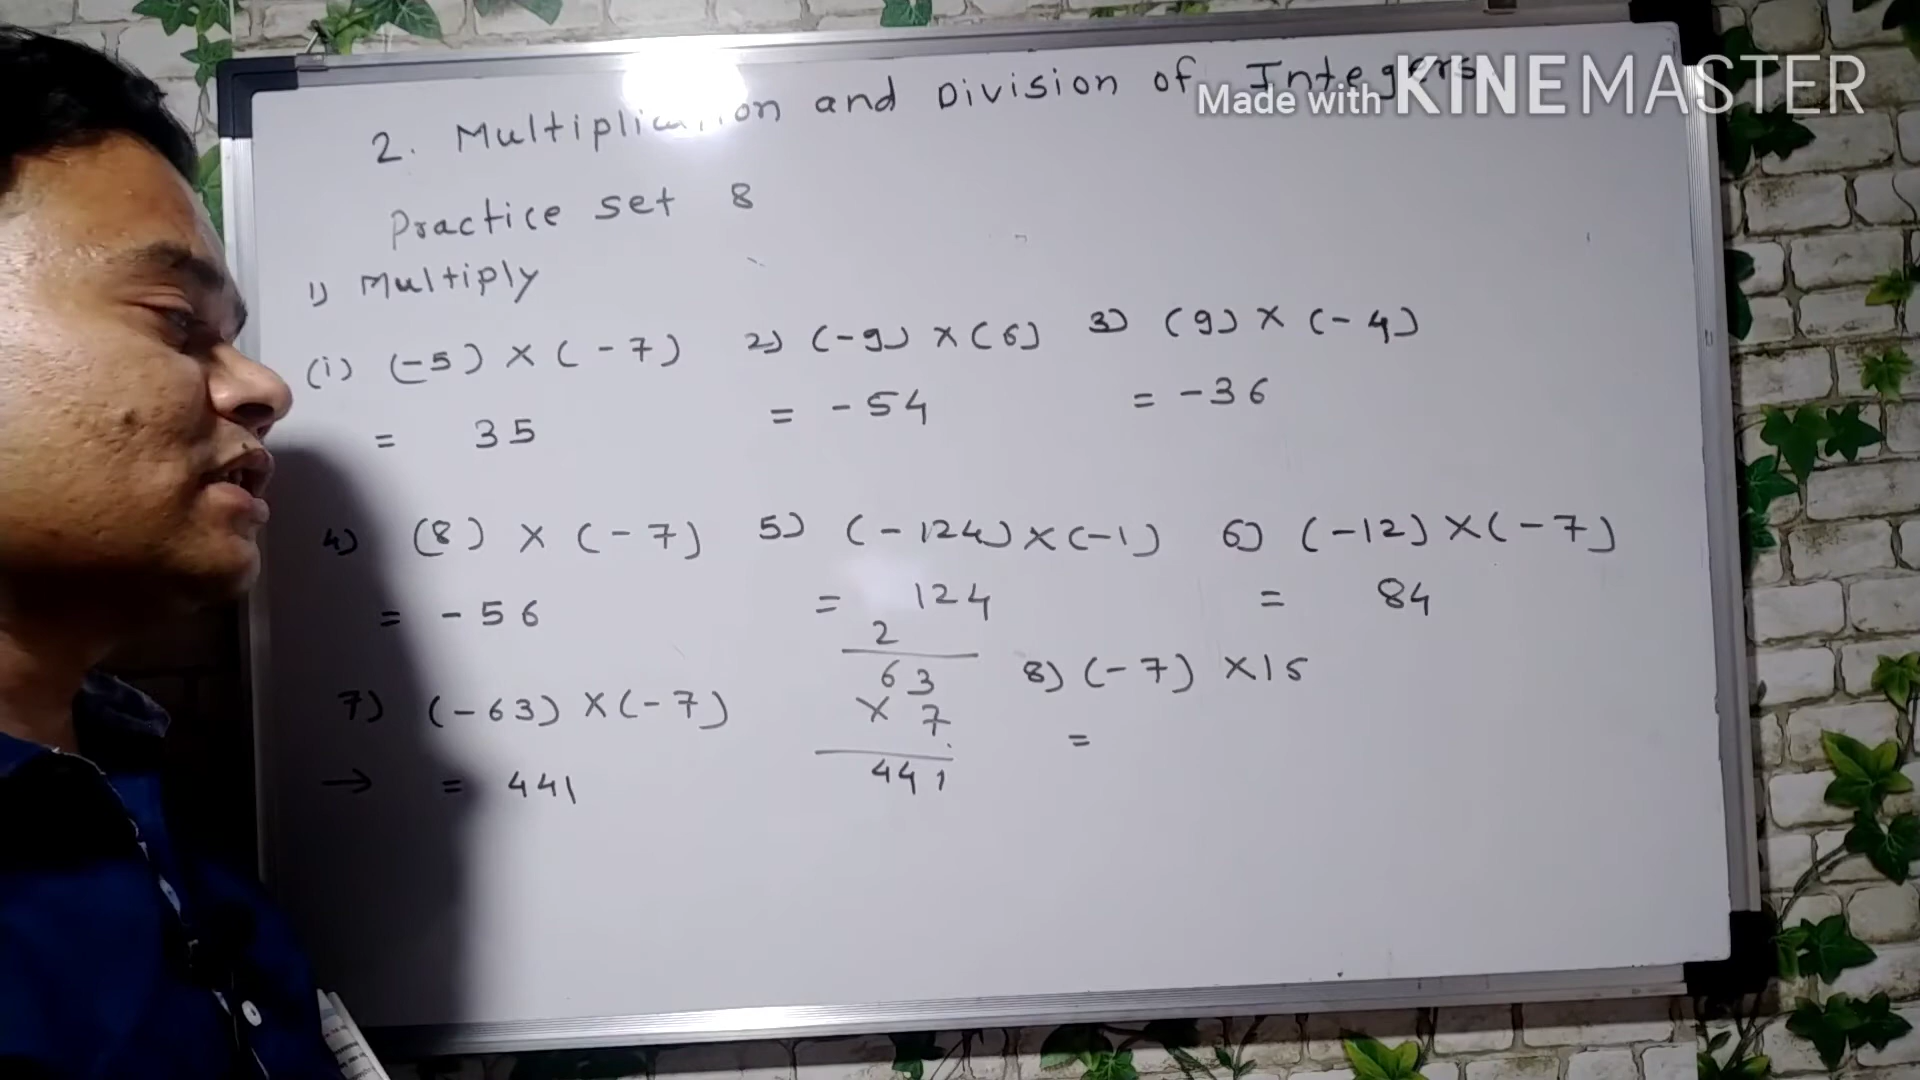 2. Multiplication and Division of Integers
Made with KINEMASTER
Practice set 8
1) Multiply
(i) (-5) × (-7) 2) (-9) × (6) 3) (9) × (-4)
= 35 = -54 = -36
4) (8) × (-7) 5) (-124) × (-1) 6) (-12) × (-7)
= -56 = 124 = 84
2
63
× 7
441
7) (-63) × (-7) 8) (-7) × 15
→ = 441 =